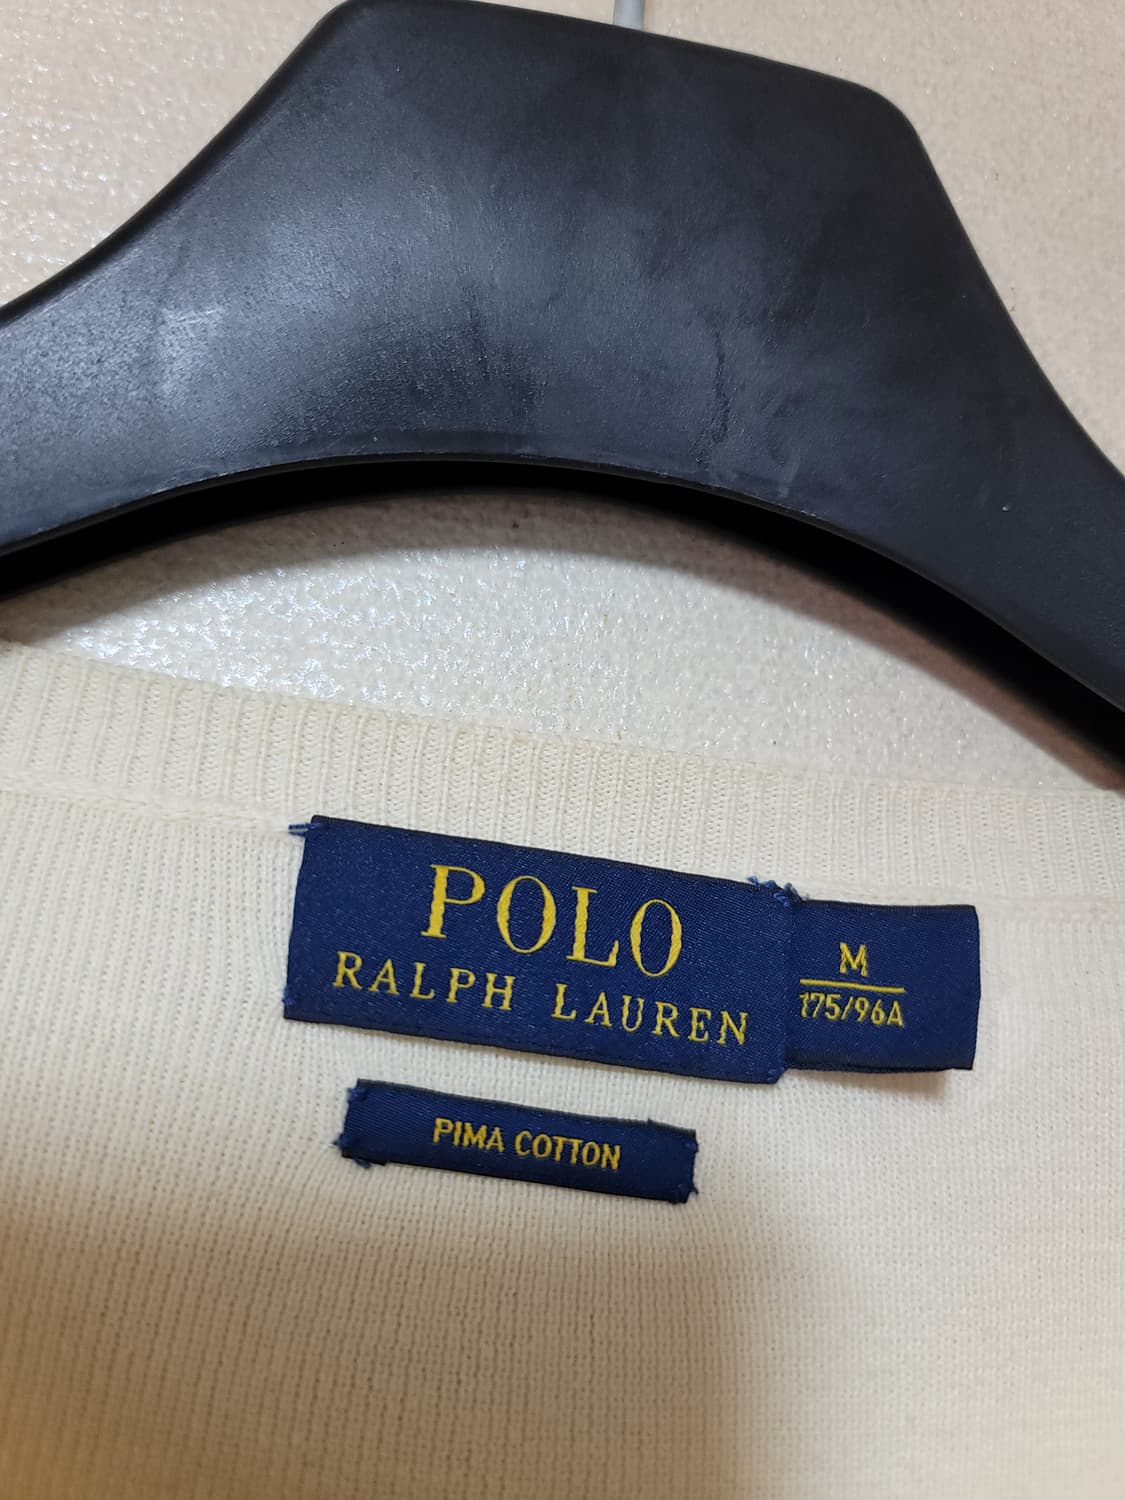 POLO
RALPH LAUREN
M
175/96A
PIMA COTTON